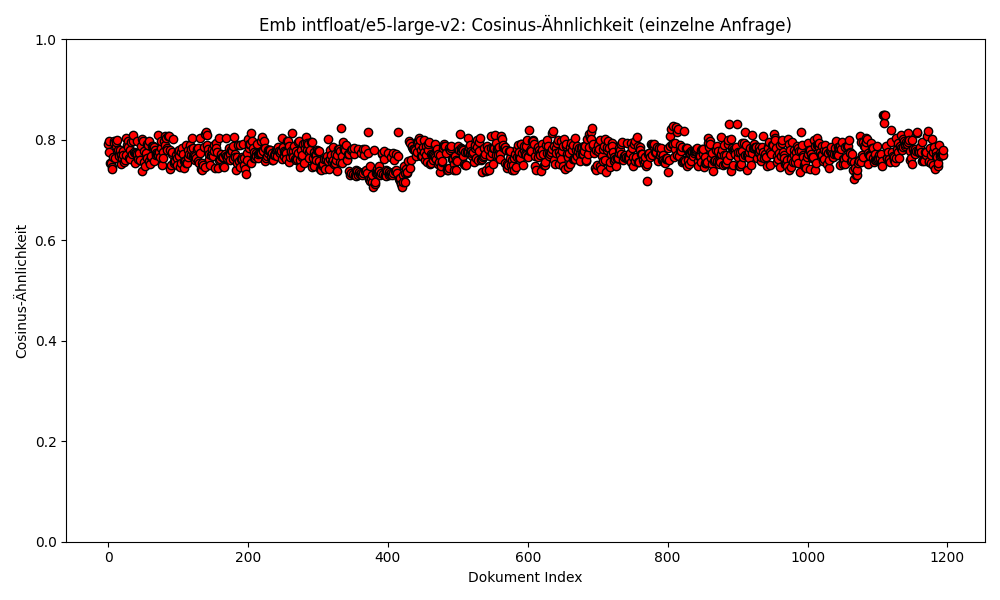 Emb intfloat/e5-large-v2: Cosinus-Ähnlichkeit (einzelne Anfrage)
1.0
0.8
0.6
0.4
0.2
0.0
Cosinus-Ähnlichkeit
0 200 400 600 800 1000 1200
Dokument Index